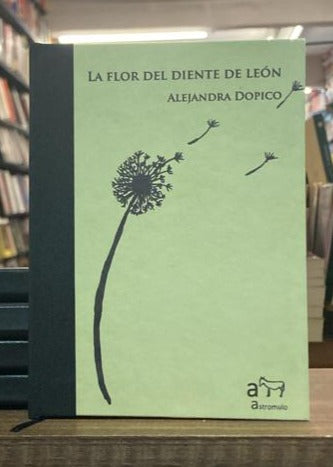 LA FLOR DEL DIENTE DE LEÓN
ALEJANDRA DOPICO
a
astromulo